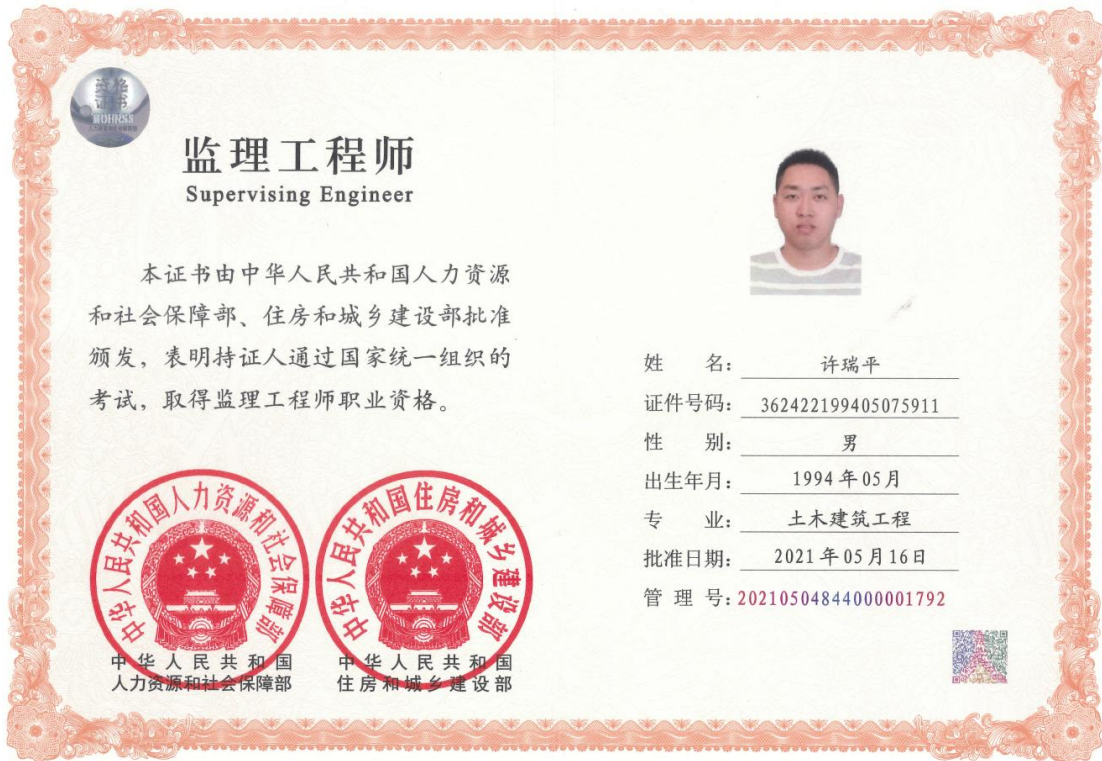 资格
证书
MOHRSS
监理工程师
Supervising Engineer
本证书由中华人民共和国人力资源
和社会保障部、住房和城乡建设部批准
颁发，表明持证人通过国家统一组织的
考试，取得监理工程师职业资格。
中华人民共和国人力资源和社会保障部
中华人民共和国
人力资源和社会保障部
中华人民共和国住房和城乡建设部
中华人民共和国
住房和城乡建设部
姓 名：许瑞平
证件号码：362422199405075911
性 别：男
出生年月：1994年05月
专 业：土木建筑工程
批准日期：2021年05月16日
管 理 号：20210504844000001792